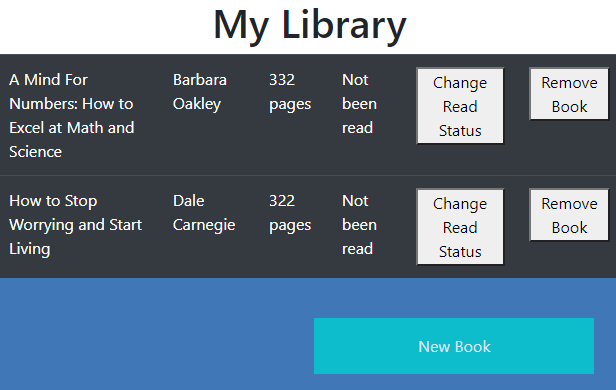 My Library
A Mind For
Numbers: How to
Excel at Math and
Science
Barbara
Oakley
332
pages
Not
been
read
Change
Read
Status
Remove
Book
How to Stop
Worrying and Start
Living
Dale
Carnegie
322
pages
Not
been
read
Change
Read
Status
Remove
Book
New Book